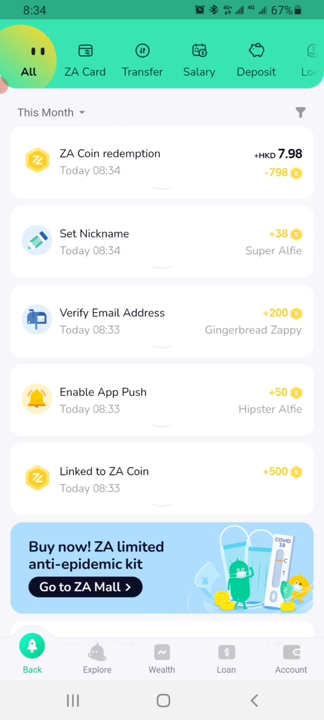 8:34
4G+
4G
67%
All
ZA Card
Transfer
Salary
Deposit
This Month
ZA Coin redemption
+HKD 7.98
Today 08:34
-798
Set Nickname
+38
Today 08:34
Super Alfie
Verify Email Address
+200
Today 08:33
Gingerbread Zappy
Enable App Push
+50
Today 08:33
Hipster Alfie
Linked to ZA Coin
+500
Today 08:33
Buy now! ZA limited
anti-epidemic kit
Go to ZA Mall >
COVID
19
C
T
Back
Explore
Wealth
Loan
Account